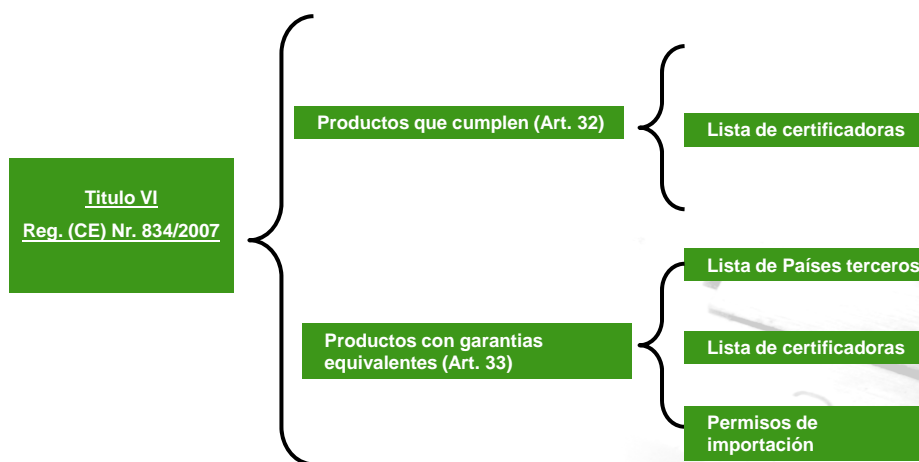 Titulo VI
Reg. (CE) Nr. 834/2007
Productos que cumplen (Art. 32)
Lista de certificadoras
Productos con garantias
equivalentes (Art. 33)
Lista de Países terceros
Lista de certificadoras
Permisos de
importación